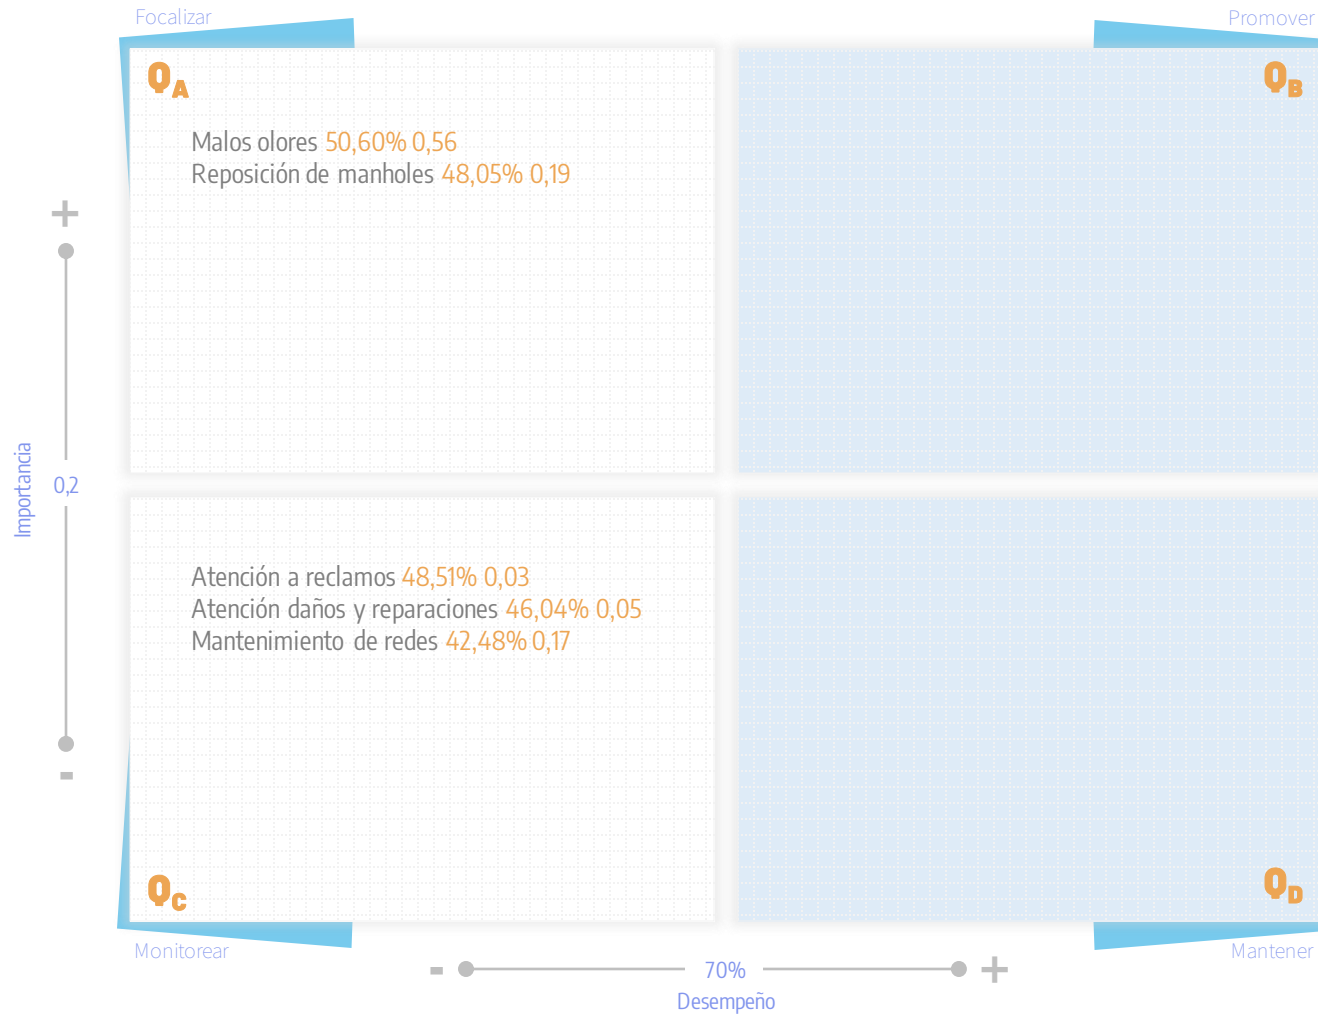 Focalizar
Promover
QA
QB
Malos olores 50,60% 0,56
Reposición de manholes 48,05% 0,19
+
Importancia
0,2
-
Atención a reclamos 48,51% 0,03
Atención daños y reparaciones 46,04% 0,05
Mantenimiento de redes 42,48% 0,17
QC
QD
Monitorear
Mantener
- 70% +
Desempeño